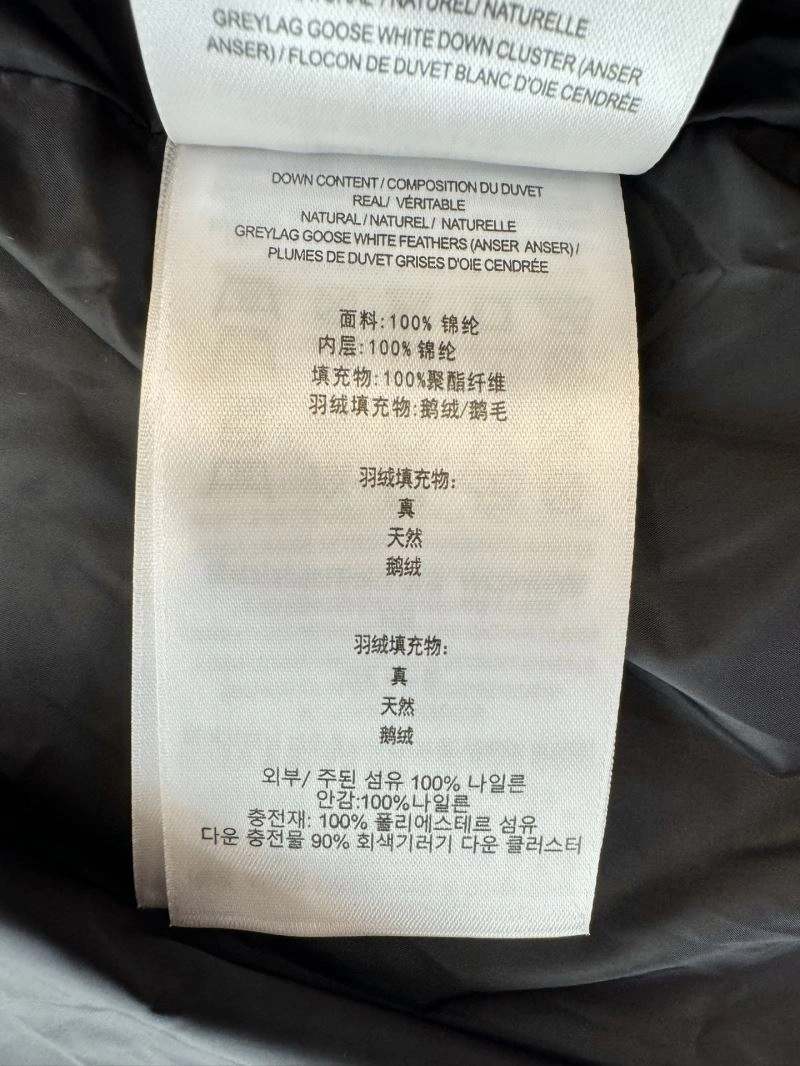 NATUREL/ NATURELLE
GREYLAG GOOSE WHITE DOWN CLUSTER (ANSER
ANSER) / FLOCON DE DUVET BLANC D'OIE CENDRÉE
DOWN CONTENT / COMPOSITION DU DUVET
REAL/ VÉRITABLE
NATURAL / NATUREL / NATURELLE
GREYLAG GOOSE WHITE FEATHERS (ANSER ANSER) /
PLUMES DE DUVET GRISES D'OIE CENDRÉE
面料:100% 锦纶
内层:100% 锦纶
填充物:100%聚酯纤维
羽绒填充物:鹅绒/鹅毛
羽绒填充物:
真
天然
鹅绒
羽绒填充物:
真
天然
鹅绒
외부/ 주된 섬유 100% 나일른
안감:100%나일른
충전재: 100% 폴리에스테르 섬유
다운 충전물 90% 회색기러기 다운 클러스터